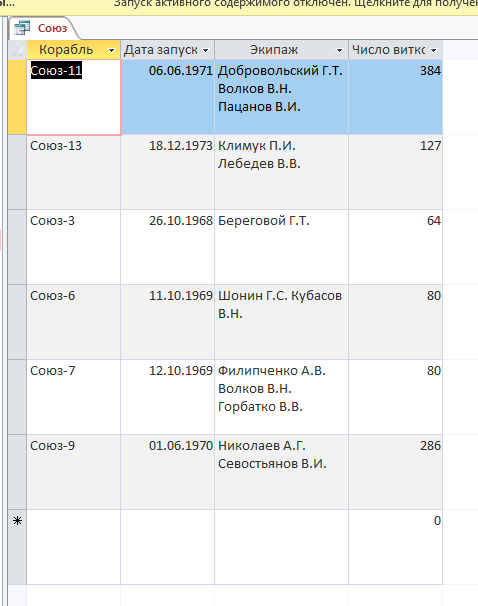 ы...
Запуск активного содержимого отключен. Щелкните для получен
Союз
Корабль Дата запуск Экипаж Число витко
Союз-11 06.06.1971 Добровольский Г.Т. 384
Волков В.Н.
Пацанов В.И.
Союз-13 18.12.1973 Климук П.И. 127
Лебедев В.В.
Союз-3 26.10.1968 Береговой Г.Т. 64
Союз-6 11.10.1969 Шонин Г.С. Кубасов 80
В.Н.
Союз-7 12.10.1969 Филипченко А.В. 80
Волков В.Н.
Горбатко В.В.
Союз-9 01.06.1970 Николаев А.Г. 286
Севостьянов В.И.
0